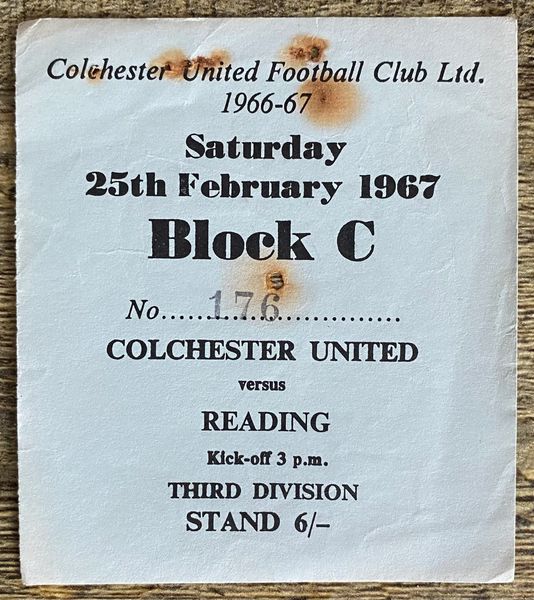 Colchester United Football Club Ltd.
1966-67
Saturday
25th February 1967
Block C
No.....176..........
COLCHESTER UNITED
versus
READING
Kick-off 3 p.m.
THIRD DIVISION
STAND 6/-